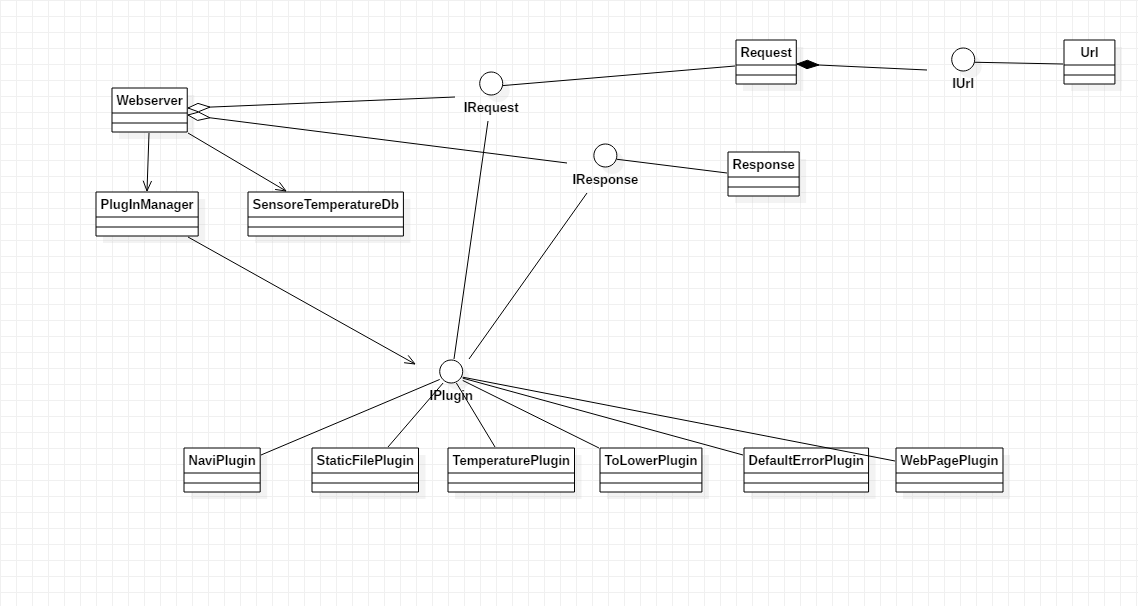 Request
Url
IUrl
Webserver
IRequest
Response
IResponse
PlugInManager
SensoreTemperatureDb
IPlugin
NaviPlugin
StaticFilePlugin
TemperaturePlugin
ToLowerPlugin
DefaultErrorPlugin
WebPagePlugin